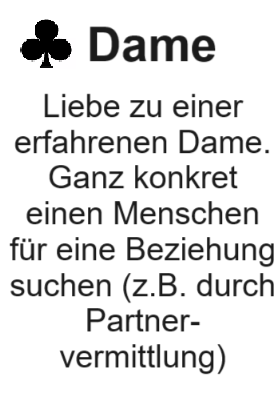 ♣ Dame
Liebe zu einer
erfahrenen Dame.
Ganz konkret
einen Menschen
für eine Beziehung
suchen (z.B. durch
Partner-
vermittlung)